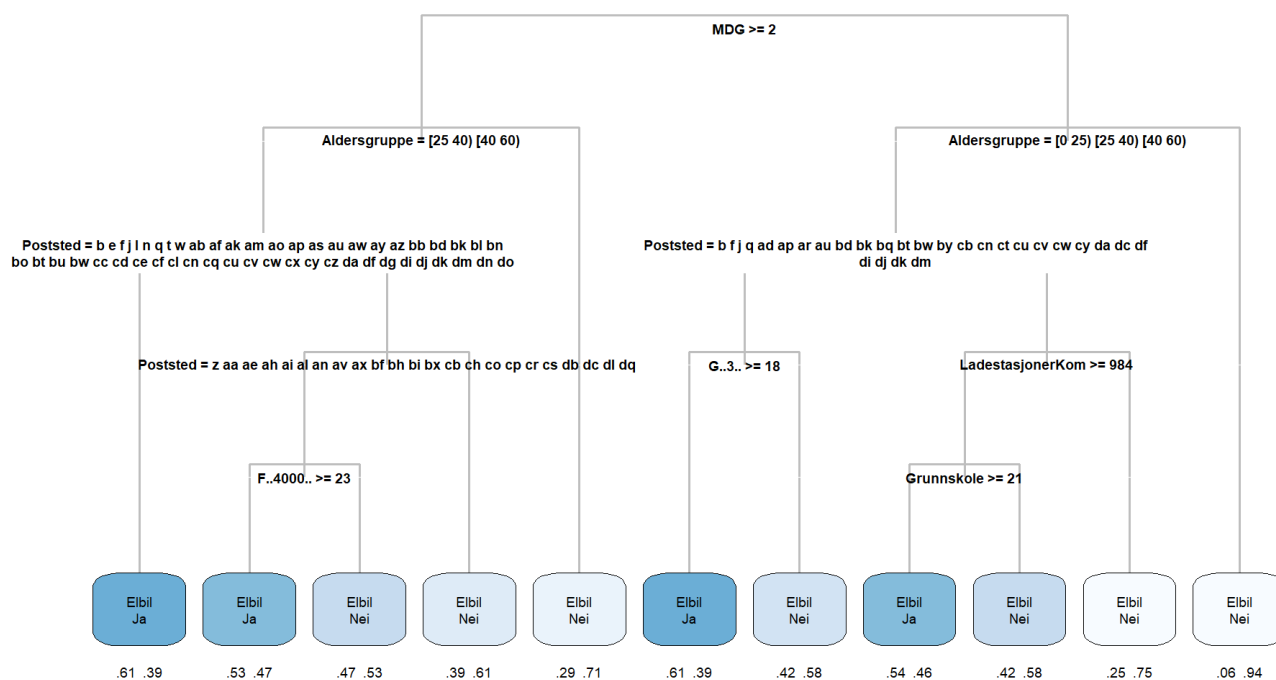 MDG >= 2
Aldersgruppe = [25 40) [40 60)
Aldersgruppe = [0 25) [25 40) [40 60)
Poststed = b e f j l n q t w ab af ak am ao ap as au aw ay az bb bd bk bl bn
bo bt bu bw cc cd ce cf cl cn cq cu cv cw cx cy cz da df dg di dj dk dm dn do
Poststed = b f j q ad ap ar au bd bk bq bt bw by cb cn ct cu cv cw cy da dc df
di dj dk dm
Poststed = z aa ae ah ai al an av ax bf bh bi bx cb ch co cp cr cs db dc dl dq
G..3.. >= 18
LadestasjonerKom >= 984
F..4000.. >= 23
Grunnskole >= 21
Elbil
Ja
Elbil
Ja
Elbil
Nei
Elbil
Nei
Elbil
Nei
Elbil
Ja
Elbil
Nei
Elbil
Ja
Elbil
Nei
Elbil
Nei
Elbil
Nei
.61 .39
.53 .47
.47 .53
.39 .61
.29 .71
.61 .39
.42 .58
.54 .46
.42 .58
.25 .75
.06 .94